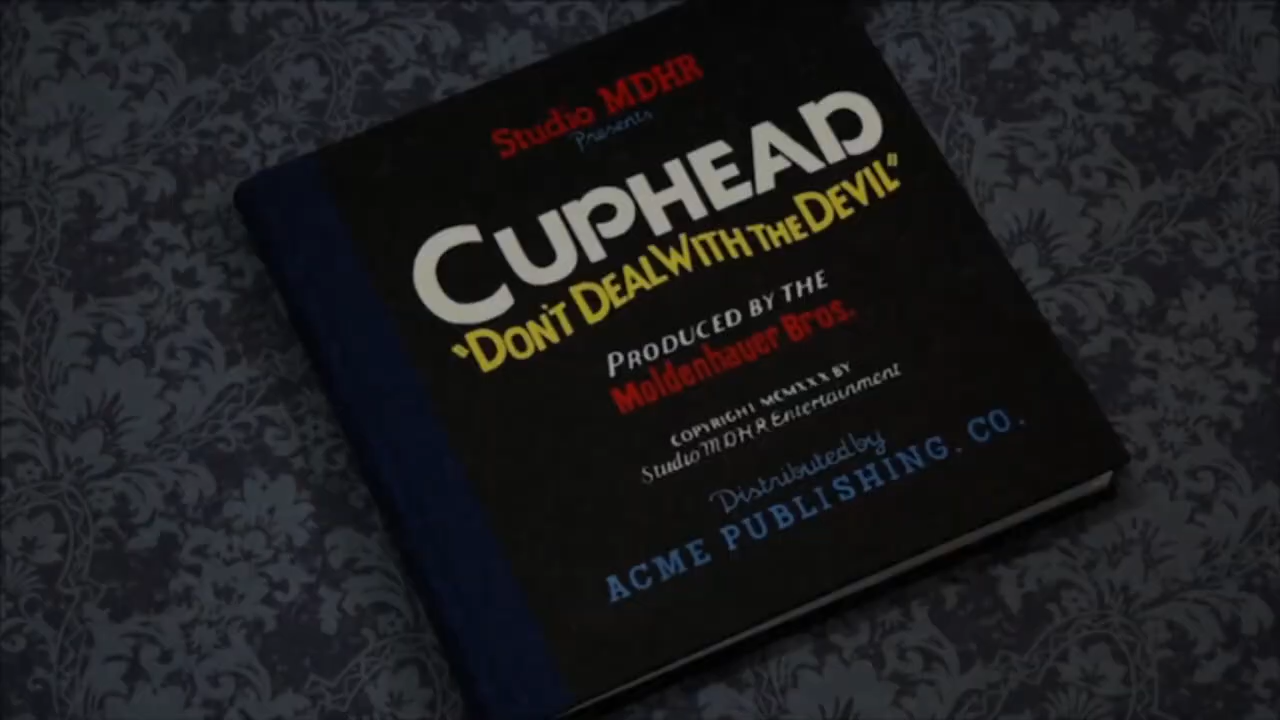 Studio MDHR
Presents
CUPHEAD
"DON'T DEAL WITH THE DEVIL"
PRODUCED BY THE
Moldenhauer Bros.
COPYRIGHT MCMXXX BY
Studio MDHR Entertainment
Distributed by
ACME PUBLISHING. CO.